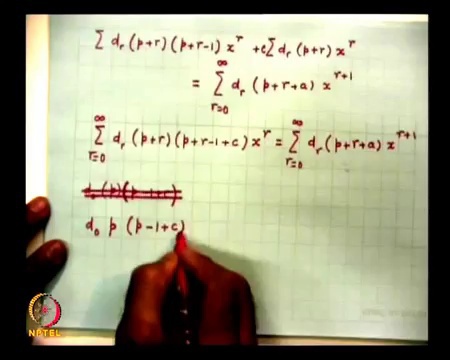 Σ d_r (p+r) (p+r-1) x^r + c Σ d_r (p+r) x^r
= Σ_{r=0}^{∞} d_r (p+r+a) x^{r+1}
Σ_{r=0}^{∞} d_r (p+r) (p+r-1+c) x^r = Σ_{r=0}^{∞} d_r (p+r+a) x^{r+1}
d_0 p (p-1+c)
NPTEL